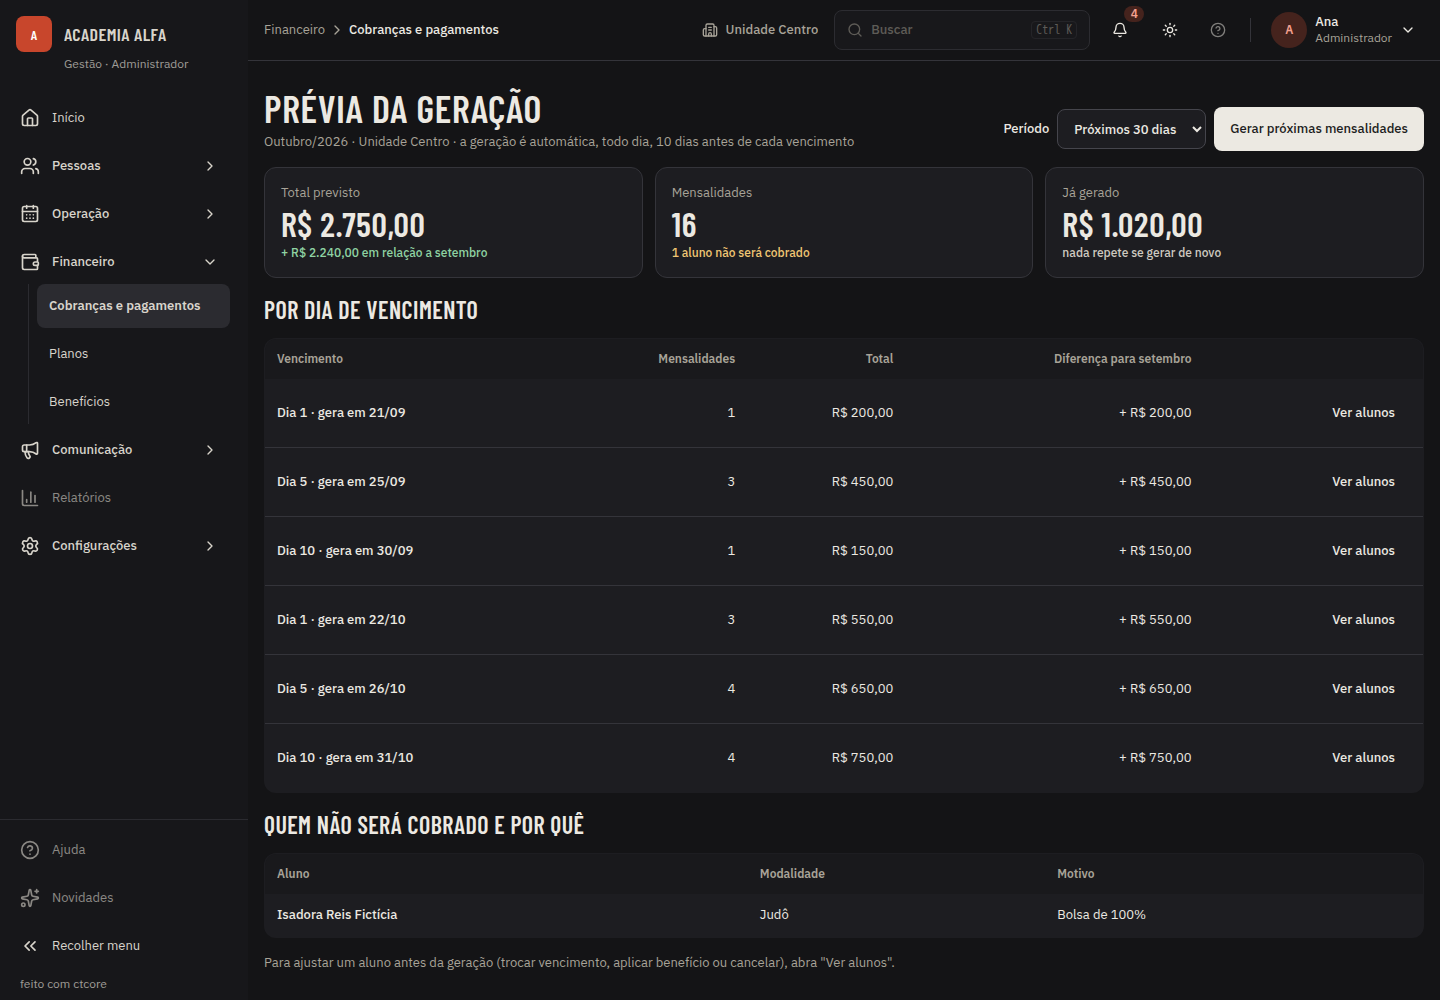 A
ACADEMIA ALFA
Gestão · Administrador
Início
Pessoas
Operação
Financeiro
Cobranças e pagamentos
Planos
Benefícios
Comunicação
Relatórios
Configurações
Ajuda
Novidades
Recolher menu
feito com ctcore
Financeiro > Cobranças e pagamentos
Unidade Centro
Buscar
Ctrl K
4
A
Ana
Administrador
PRÉVIA DA GERAÇÃO
Outubro/2026 · Unidade Centro · a geração é automática, todo dia, 10 dias antes de cada vencimento
Período
Próximos 30 dias
Gerar próximas mensalidades
Total previsto
R$ 2.750,00
+ R$ 2.240,00 em relação a setembro
Mensalidades
16
1 aluno não será cobrado
Já gerado
R$ 1.020,00
nada repete se gerar de novo
POR DIA DE VENCIMENTO
Vencimento Mensalidades Total Diferença para setembro
Dia 1 · gera em 21/09 1 R$ 200,00 + R$ 200,00 Ver alunos
Dia 5 · gera em 25/09 3 R$ 450,00 + R$ 450,00 Ver alunos
Dia 10 · gera em 30/09 1 R$ 150,00 + R$ 150,00 Ver alunos
Dia 1 · gera em 22/10 3 R$ 550,00 + R$ 550,00 Ver alunos
Dia 5 · gera em 26/10 4 R$ 650,00 + R$ 650,00 Ver alunos
Dia 10 · gera em 31/10 4 R$ 750,00 + R$ 750,00 Ver alunos
QUEM NÃO SERÁ COBRADO E POR QUÊ
Aluno Modalidade Motivo
Isadora Reis Fictícia Judô Bolsa de 100%
Para ajustar um aluno antes da geração (trocar vencimento, aplicar benefício ou cancelar), abra "Ver alunos".